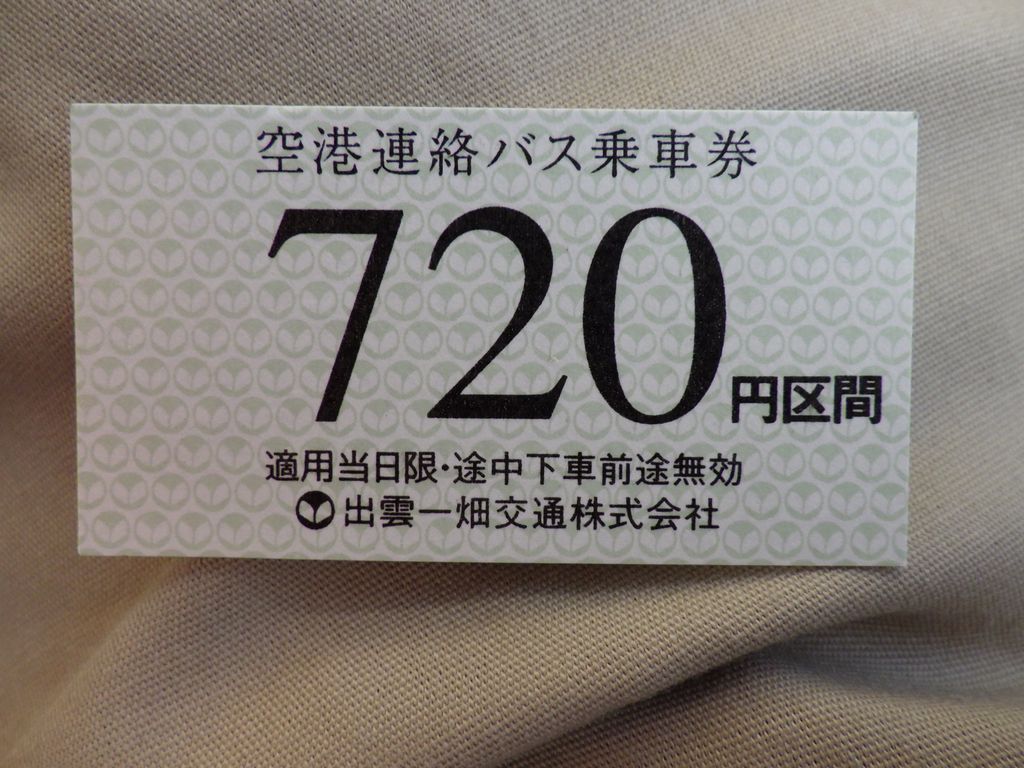 空港連絡バス乗車券
720円区間
適用当日限・途中下車前途無効
出雲一畑交通株式会社